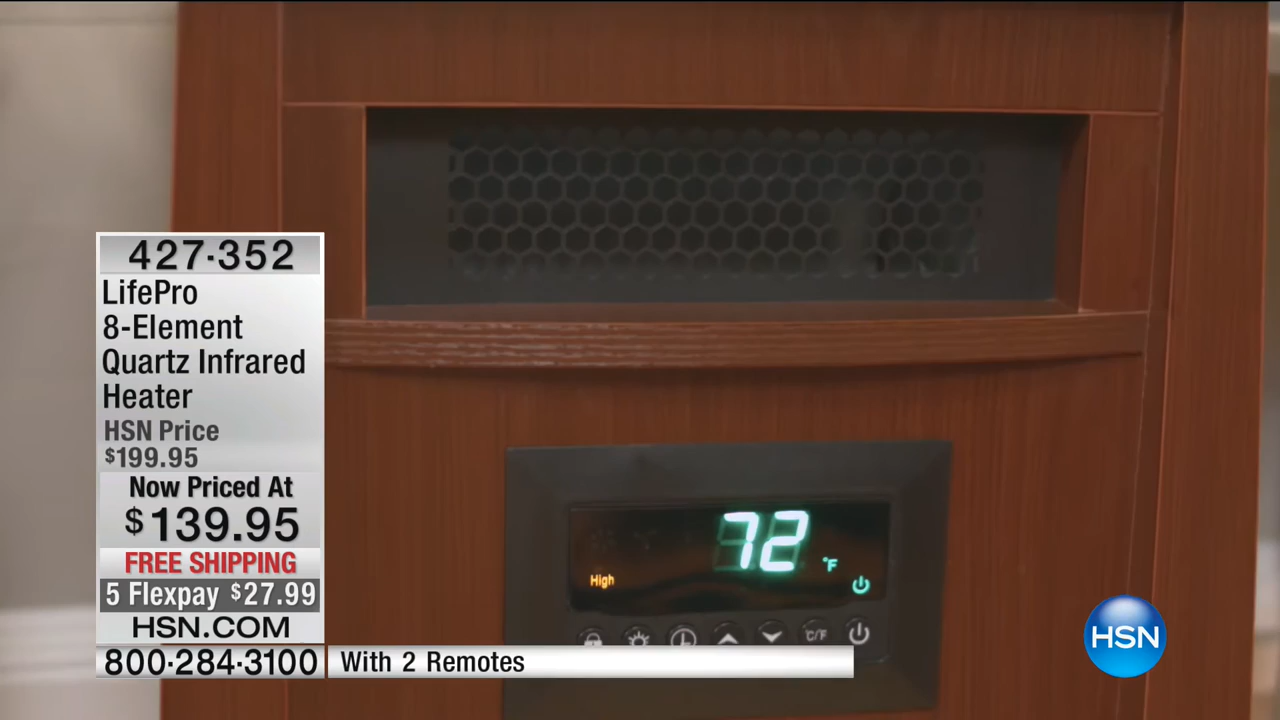 427·352
LifePro
8-Element
Quartz Infrared
Heater
HSN Price
$199.95
Now Priced At
$139.95
FREE SHIPPING
5 Flexpay $27.99
HSN.COM
800·284·3100
With 2 Remotes
72
°F
High
C/F
HSN